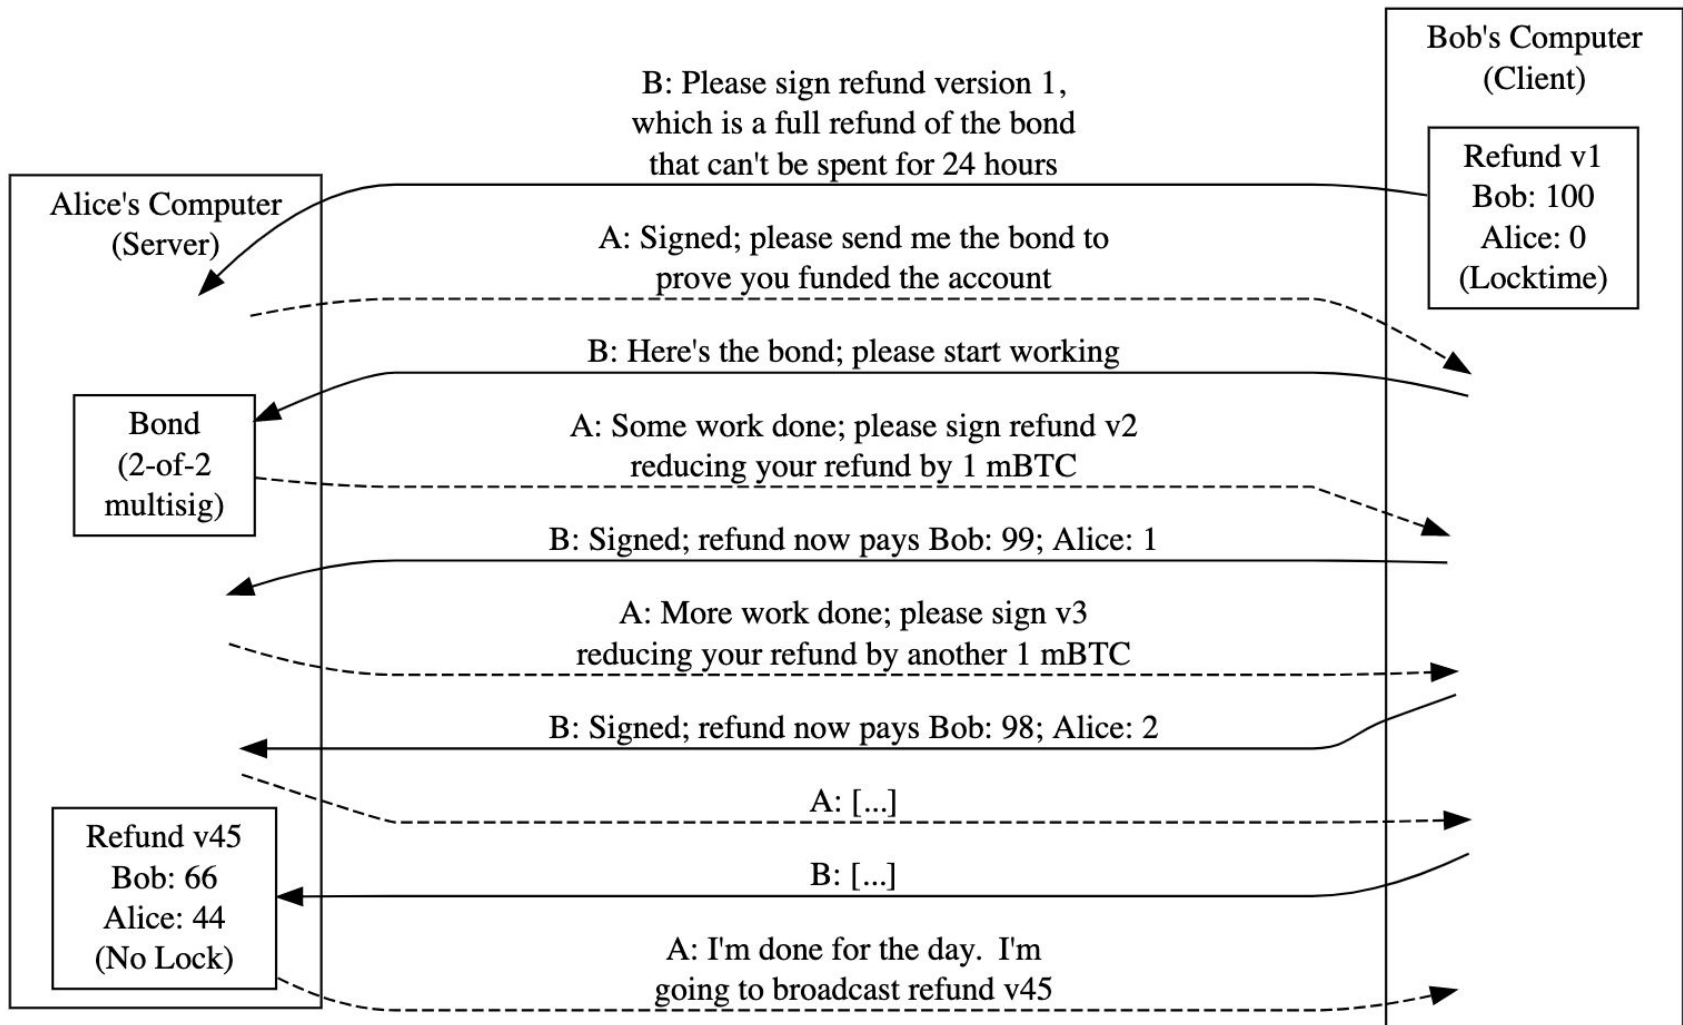 Bob's Computer
(Client)
B: Please sign refund version 1,
which is a full refund of the bond
that can't be spent for 24 hours
Refund v1
Bob: 100
Alice: 0
(Locktime)
Alice's Computer
(Server)
A: Signed; please send me the bond to
prove you funded the account
B: Here's the bond; please start working
Bond
(2-of-2
multisig)
A: Some work done; please sign refund v2
reducing your refund by 1 mBTC
B: Signed; refund now pays Bob: 99; Alice: 1
A: More work done; please sign v3
reducing your refund by another 1 mBTC
B: Signed; refund now pays Bob: 98; Alice: 2
A: [...]
Refund v45
Bob: 66
Alice: 44
(No Lock)
B: [...]
A: I'm done for the day.  I'm
going to broadcast refund v45